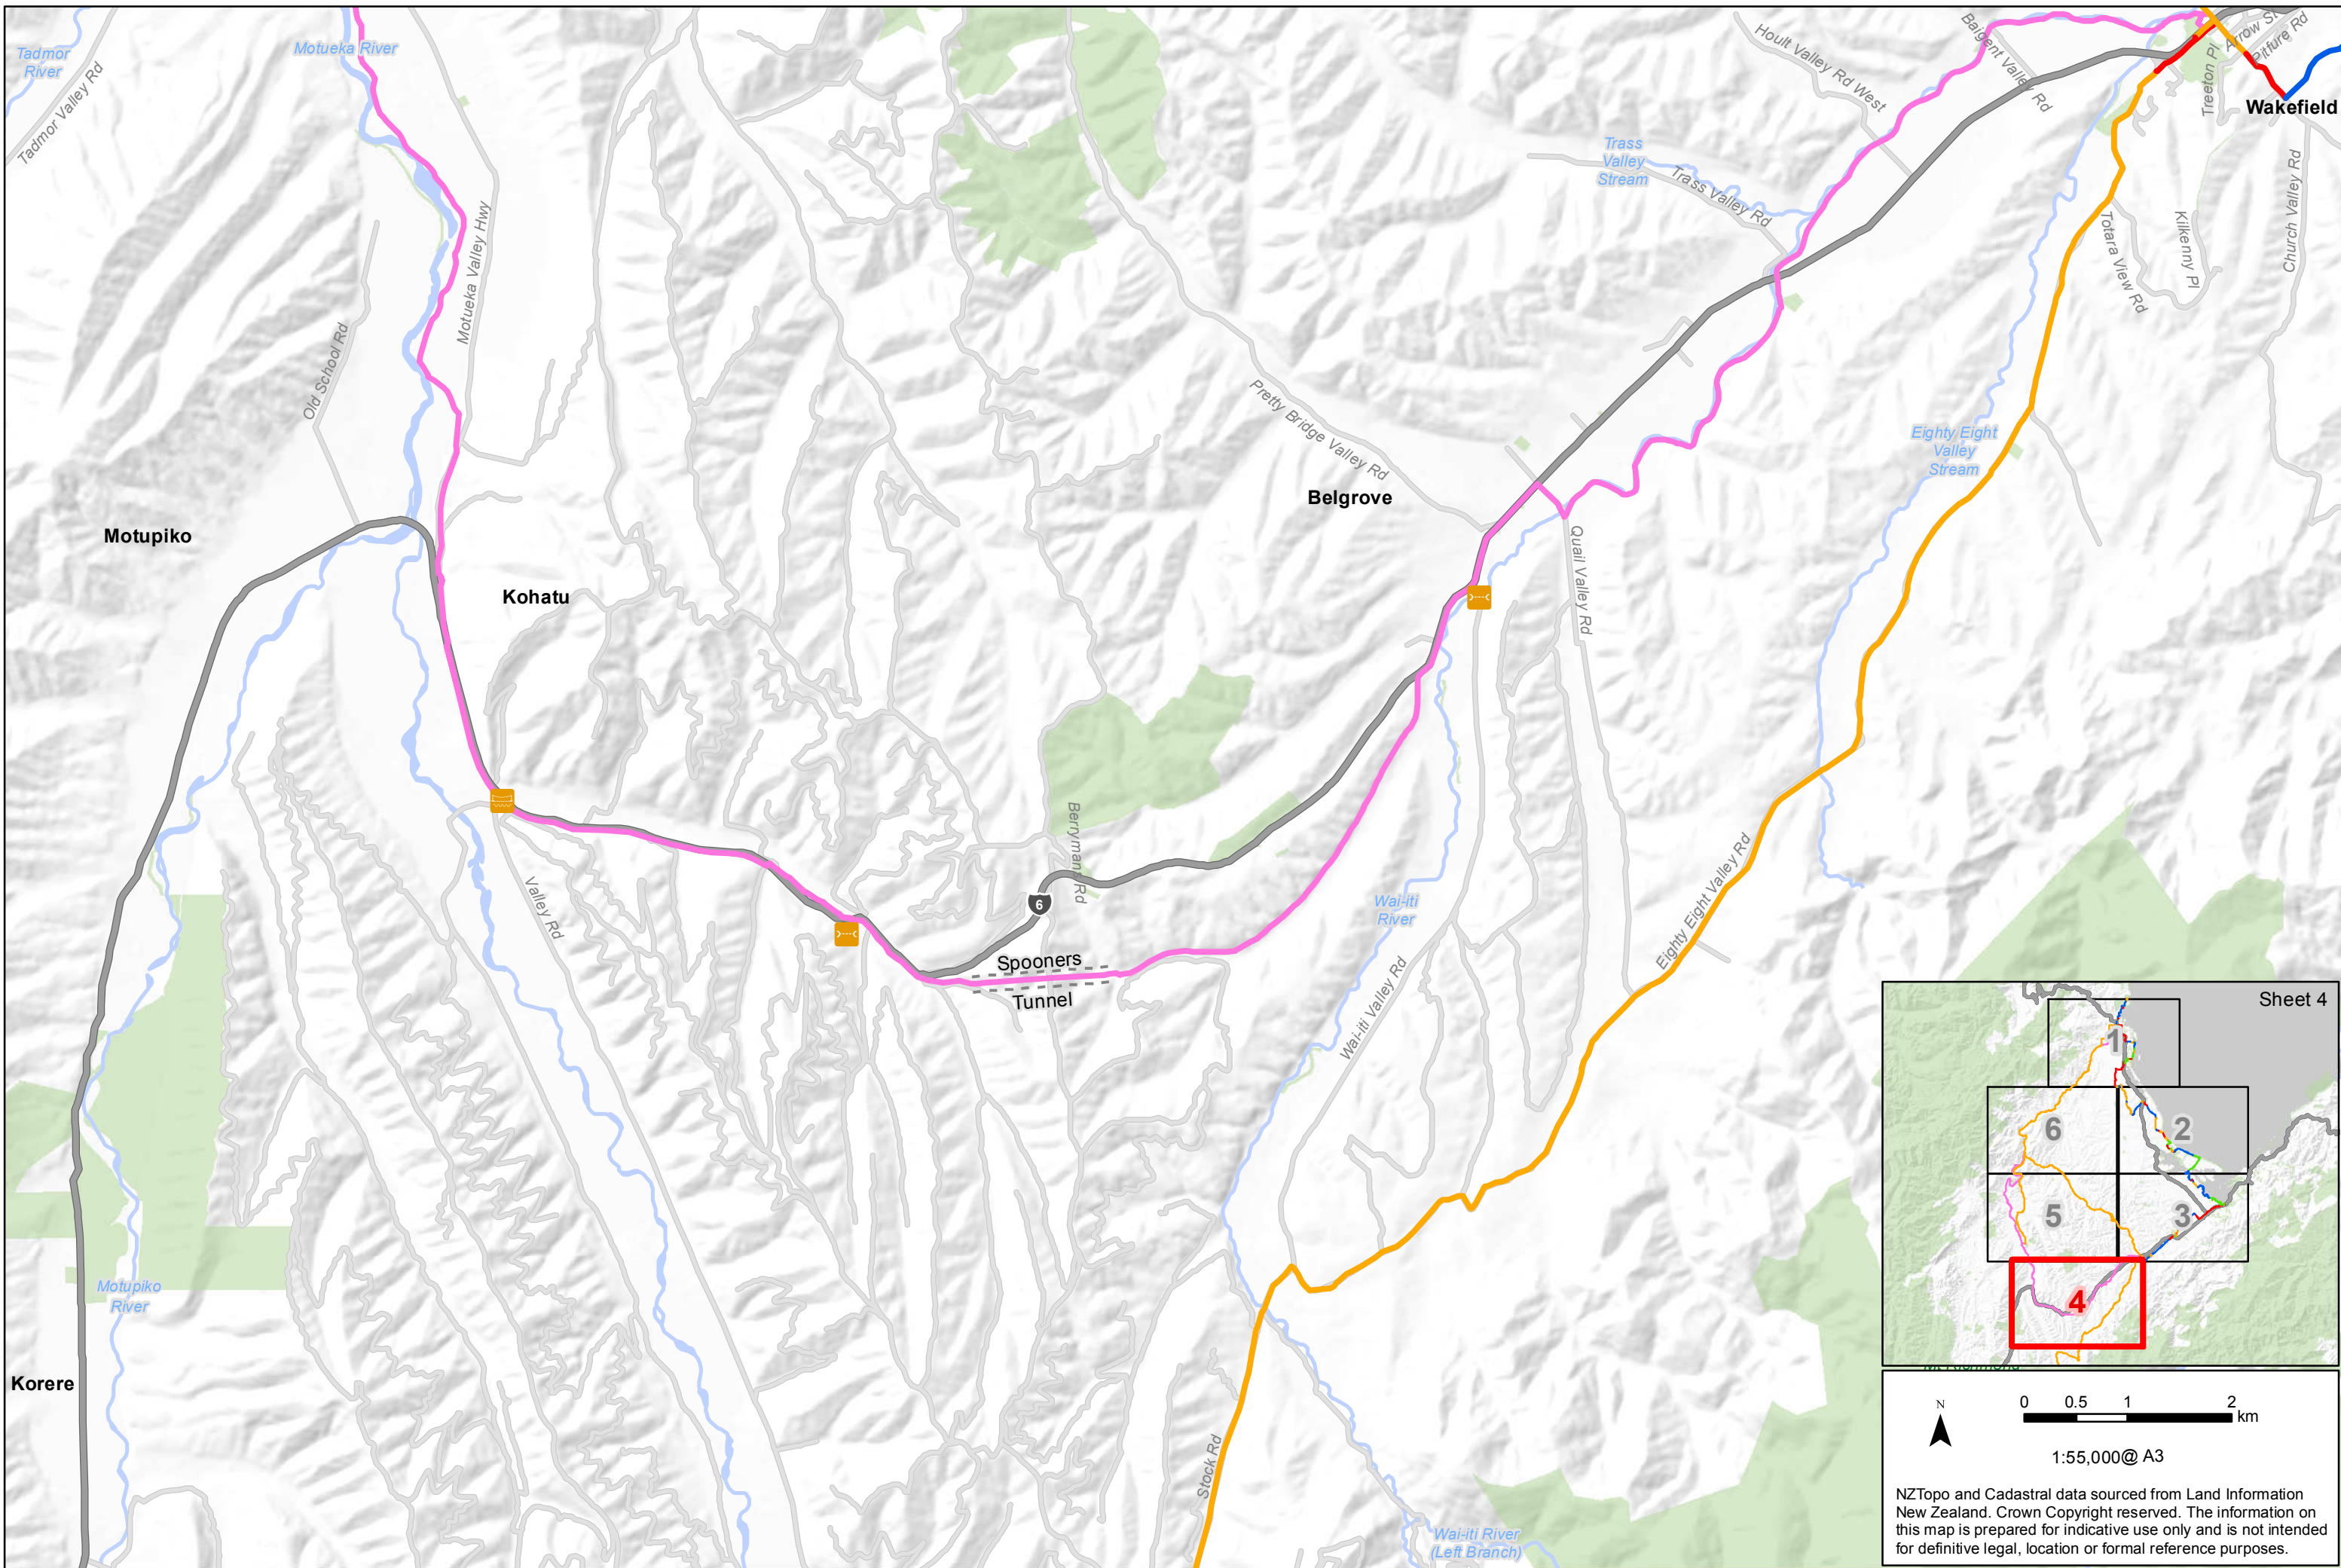 Tadmor
River
Tadmor Valley Rd
Motueka River
Motueka Valley Hwy
Old School Rd
Motupiko
Kohatu
Hoult Valley Rd West
Baigent Valley Rd
Arrow St
Pitfure Rd
Treeton Pl
Wakefield
Trass
Valley
Stream
Trass Valley Rd
Totara View Rd
Kilkenny Pl
Church Valley Rd
Pretty Bridge Valley Rd
Belgrove
Eighty Eight
Valley
Stream
Quail Valley Rd
Valley Rd
Berryman Rd
6
Spooners
Tunnel
Wai-iti
River
Wai-iti Valley Rd
Eighty Eight Valley Rd
Motupiko
River
Korere
Stock Rd
Wai-iti River
(Left Branch)
Sheet 4
1
6
2
5
3
4
N
0 0.5 1 2
km
1:55,000@ A3
NZTopo and Cadastral data sourced from Land Information
New Zealand. Crown Copyright reserved. The information on
this map is prepared for indicative use only and is not intended
for definitive legal, location or formal reference purposes.